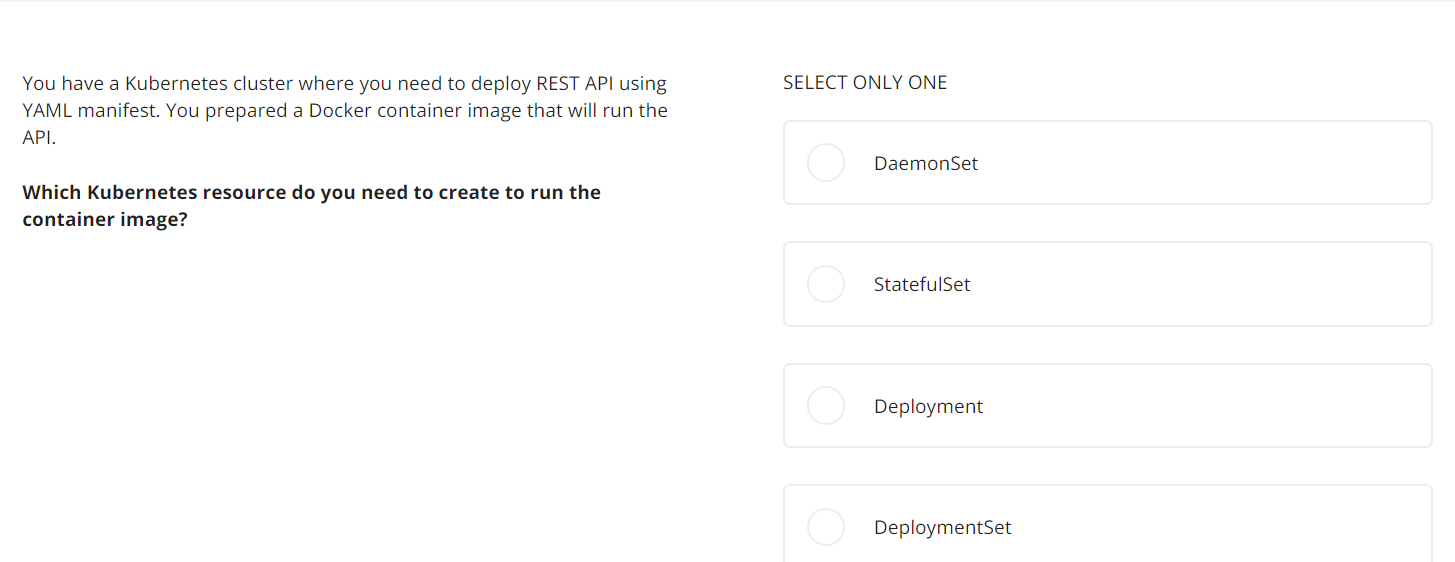 You have a Kubernetes cluster where you need to deploy REST API using
YAML manifest. You prepared a Docker container image that will run the
API.
Which Kubernetes resource do you need to create to run the
container image?
SELECT ONLY ONE
DaemonSet
StatefulSet
Deployment
DeploymentSet